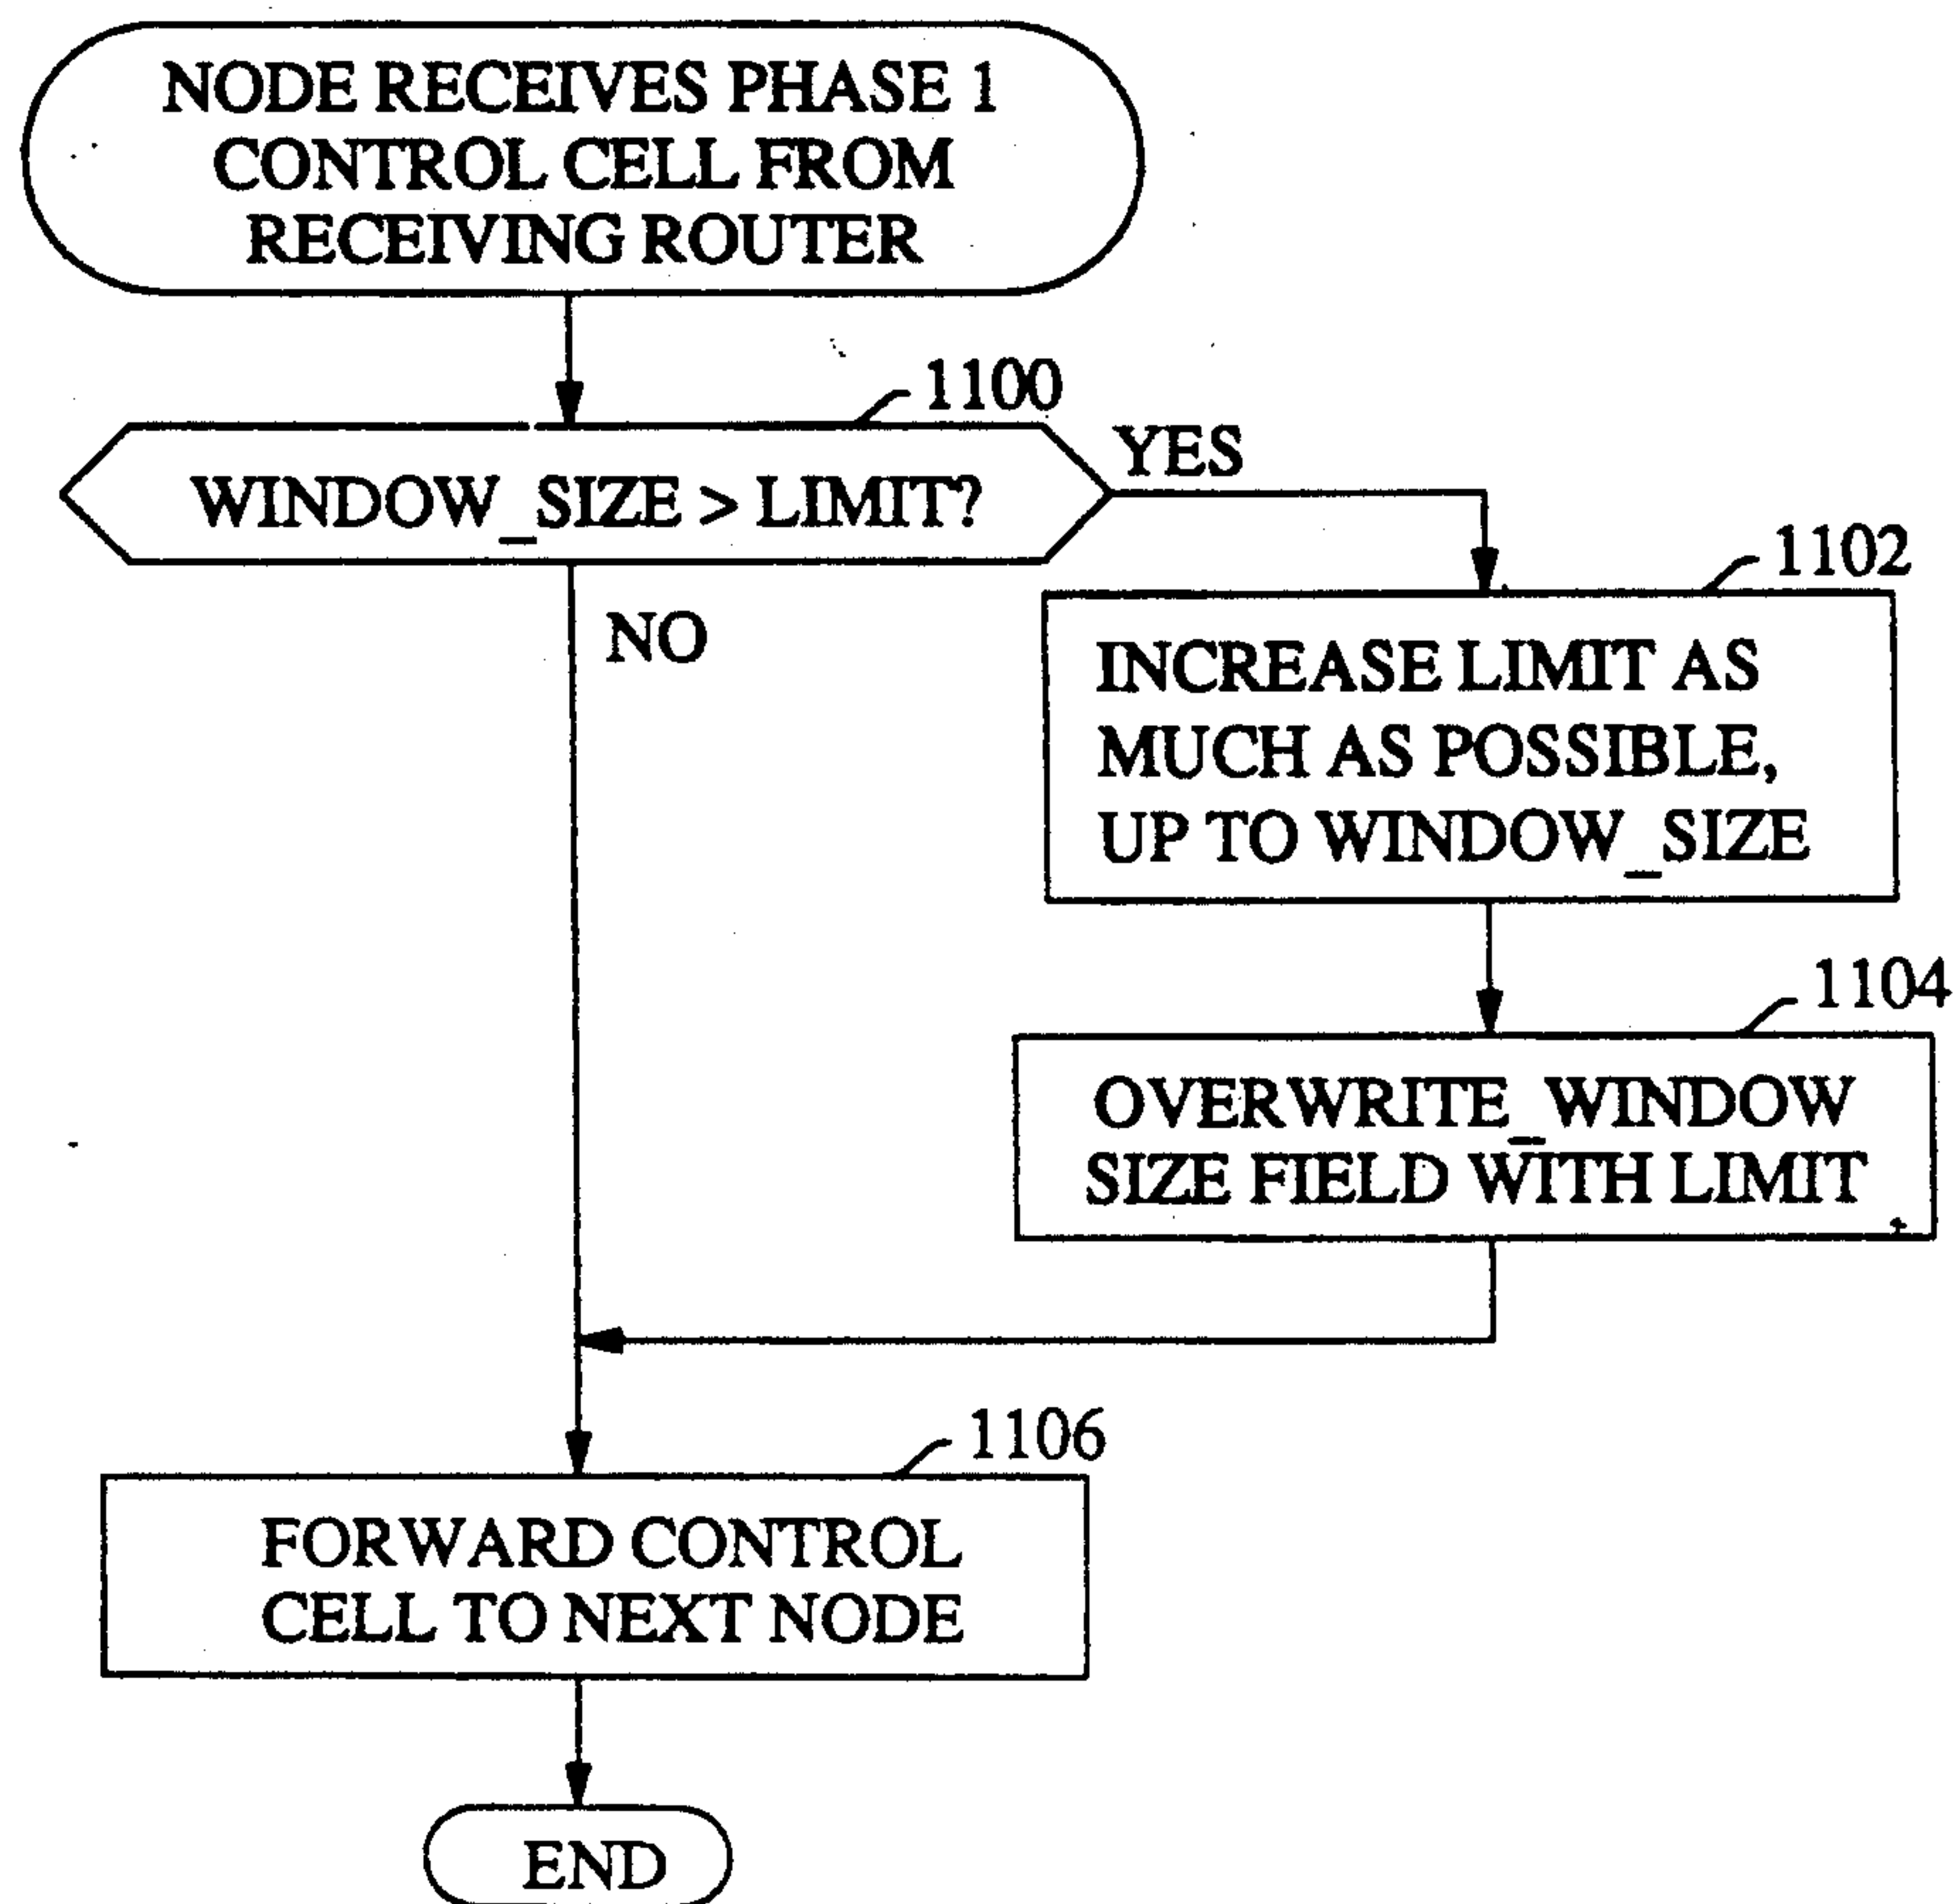 NODE RECEIVES PHASE 1
CONTROL CELL FROM
RECEIVING ROUTER
1100
WINDOW_SIZE > LIMIT?
YES
NO
1102
INCREASE LIMIT AS
MUCH AS POSSIBLE,
UP TO WINDOW_SIZE
1104
OVERWRITE_WINDOW
SIZE FIELD WITH LIMIT
1106
FORWARD CONTROL
CELL TO NEXT NODE
END